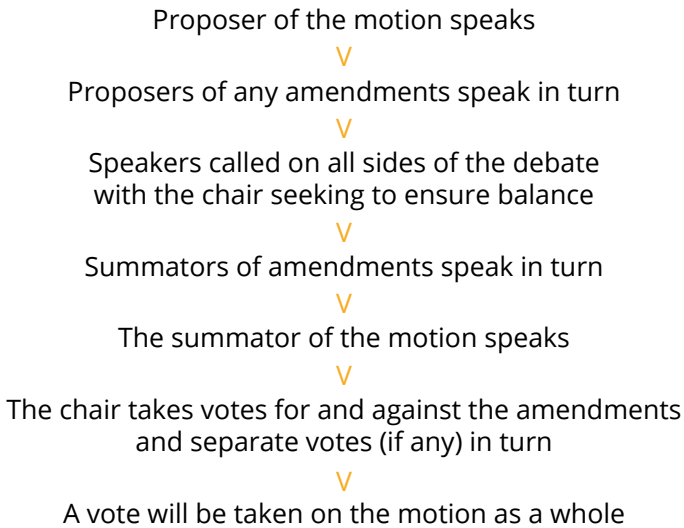 Proposer of the motion speaks
V
Proposers of any amendments speak in turn
V
Speakers called on all sides of the debate
with the chair seeking to ensure balance
V
Summators of amendments speak in turn
V
The summator of the motion speaks
V
The chair takes votes for and against the amendments
and separate votes (if any) in turn
V
A vote will be taken on the motion as a whole